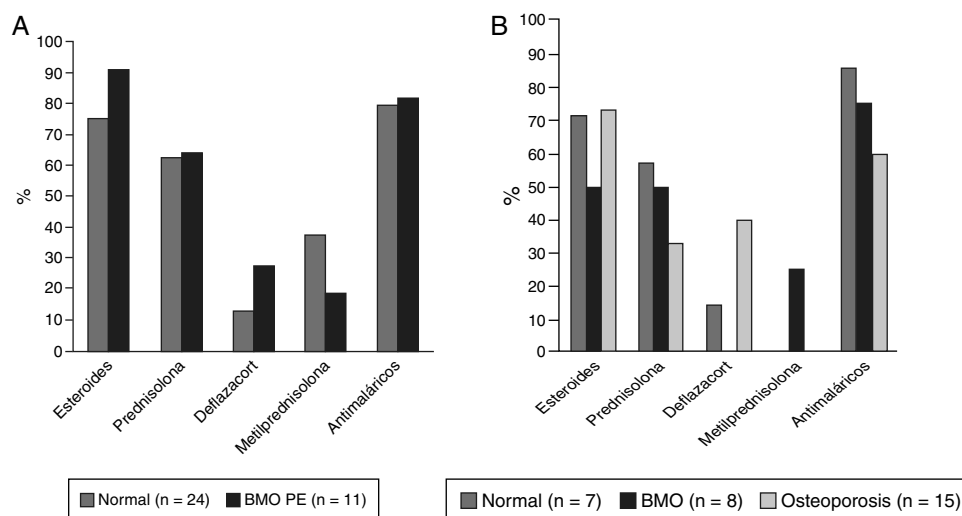 A
100
90
80
70
60
50
40
30
20
10
0
%
Esteroides
Prednisolona
Deflazacort
Metilprednisolona
Antimaláricos
Normal (n = 24)
BMO PE (n = 11)
B
100
90
80
70
60
50
40
30
20
10
0
%
Esteroides
Prednisolona
Deflazacort
Metilprednisolona
Antimaláricos
Normal (n = 7)
BMO (n = 8)
Osteoporosis (n = 15)